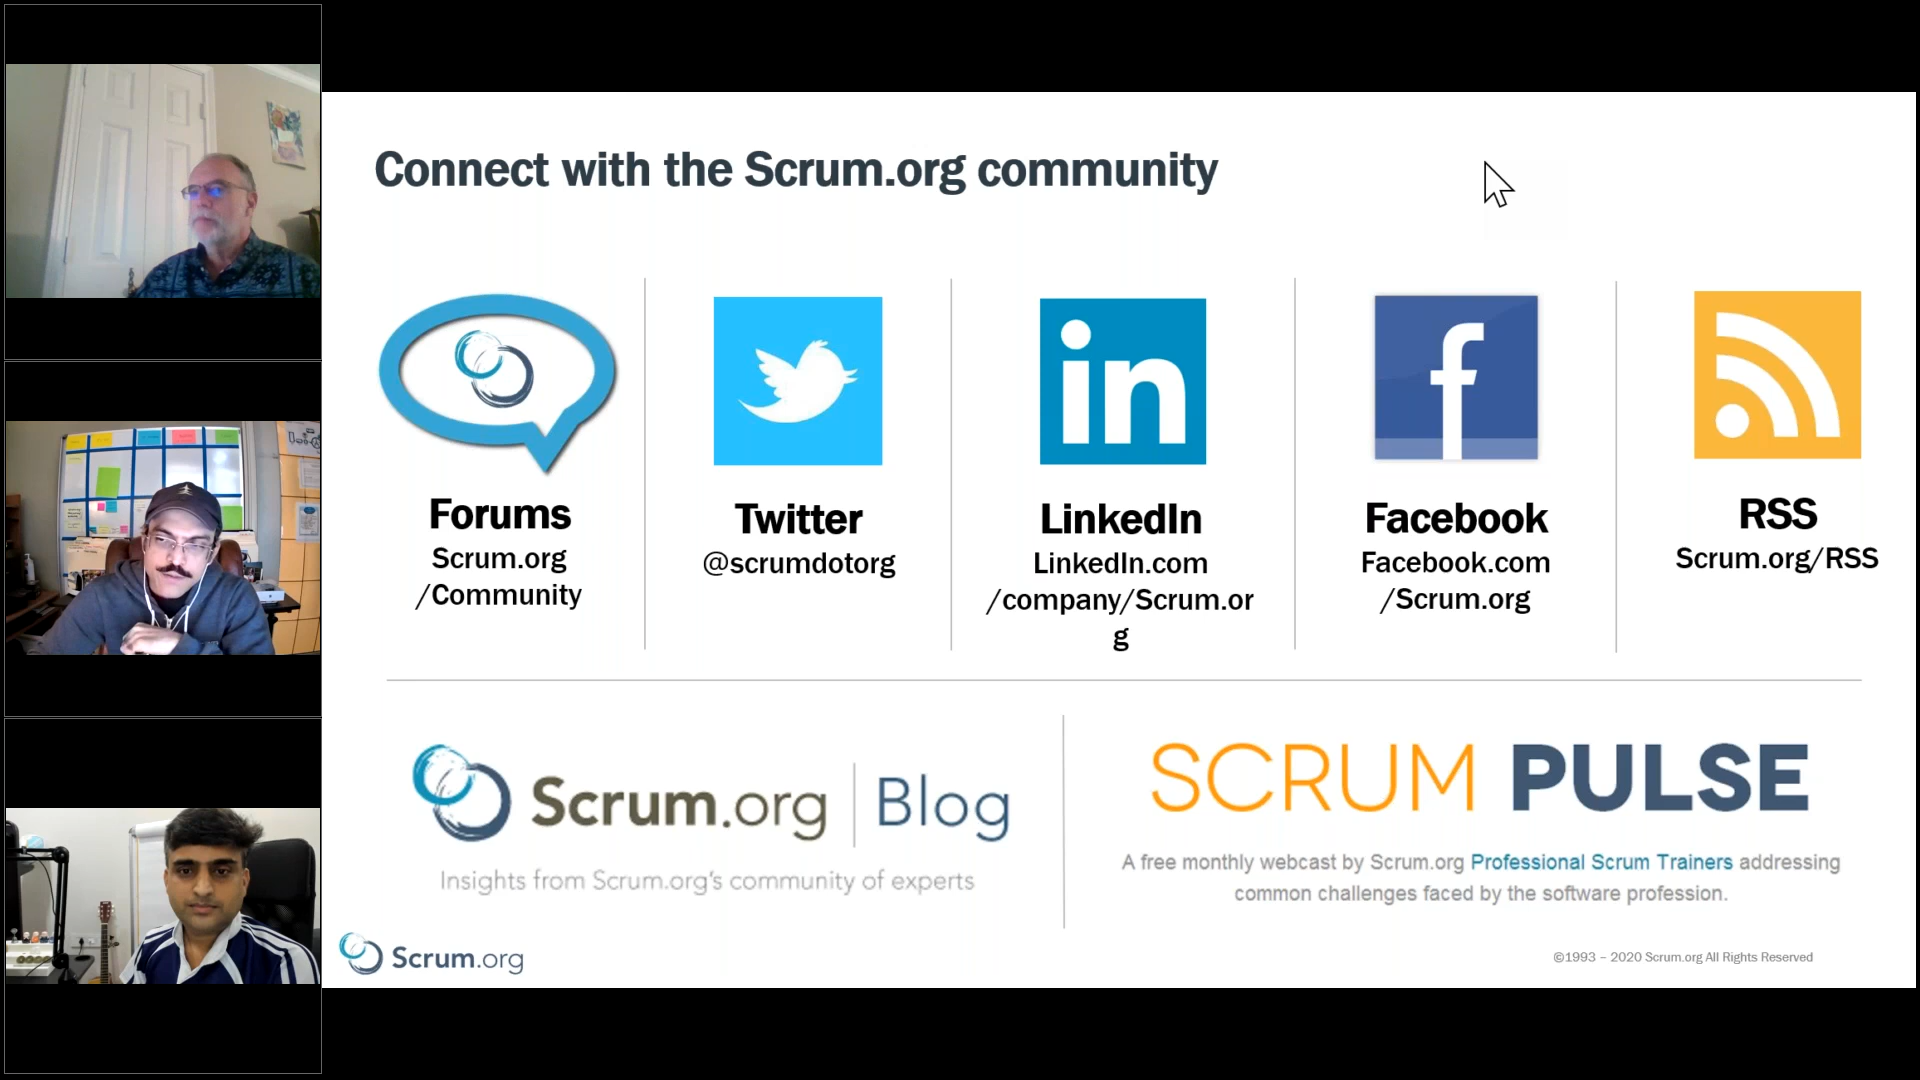 Connect with the Scrum.org community
Forums
Scrum.org
/Community
Twitter
@scrumdotorg
LinkedIn
LinkedIn.com
/company/Scrum.or
g
Facebook
Facebook.com
/Scrum.org
RSS
Scrum.org/RSS
Scrum.org | Blog
Insights from Scrum.org's community of experts
SCRUM PULSE
A free monthly webcast by Scrum.org Professional Scrum Trainers addressing
common challenges faced by the software profession.
Scrum.org
©1993 – 2020 Scrum.org All Rights Reserved